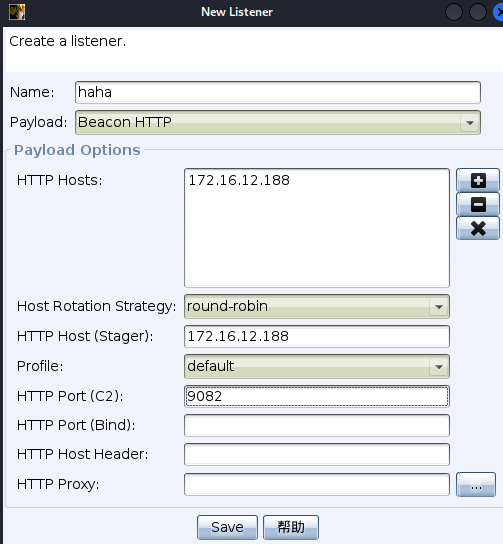 New Listener
Create a listener.
Name: haha
Payload: Beacon HTTP
Payload Options
HTTP Hosts: 172.16.12.188
Host Rotation Strategy: round-robin
HTTP Host (Stager): 172.16.12.188
Profile: default
HTTP Port (C2): 9082
HTTP Port (Bind):
HTTP Host Header:
HTTP Proxy: ...
Save 帮助